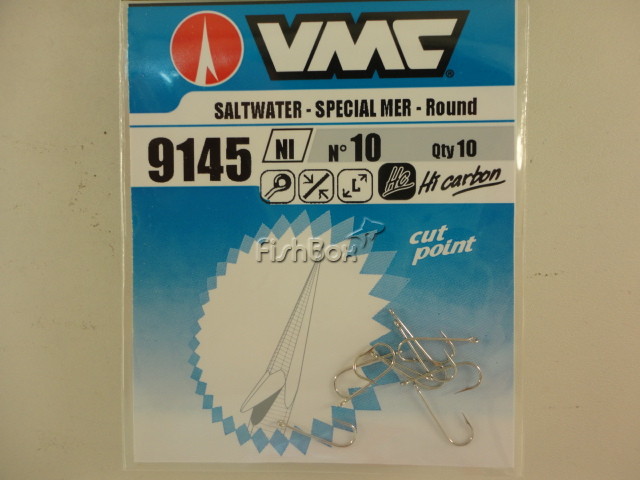 VMC®
SALTWATER - SPECIAL MER - Round
9145 NI N° 10 Qty 10
L HC Hi carbon
FishBox
cut
point